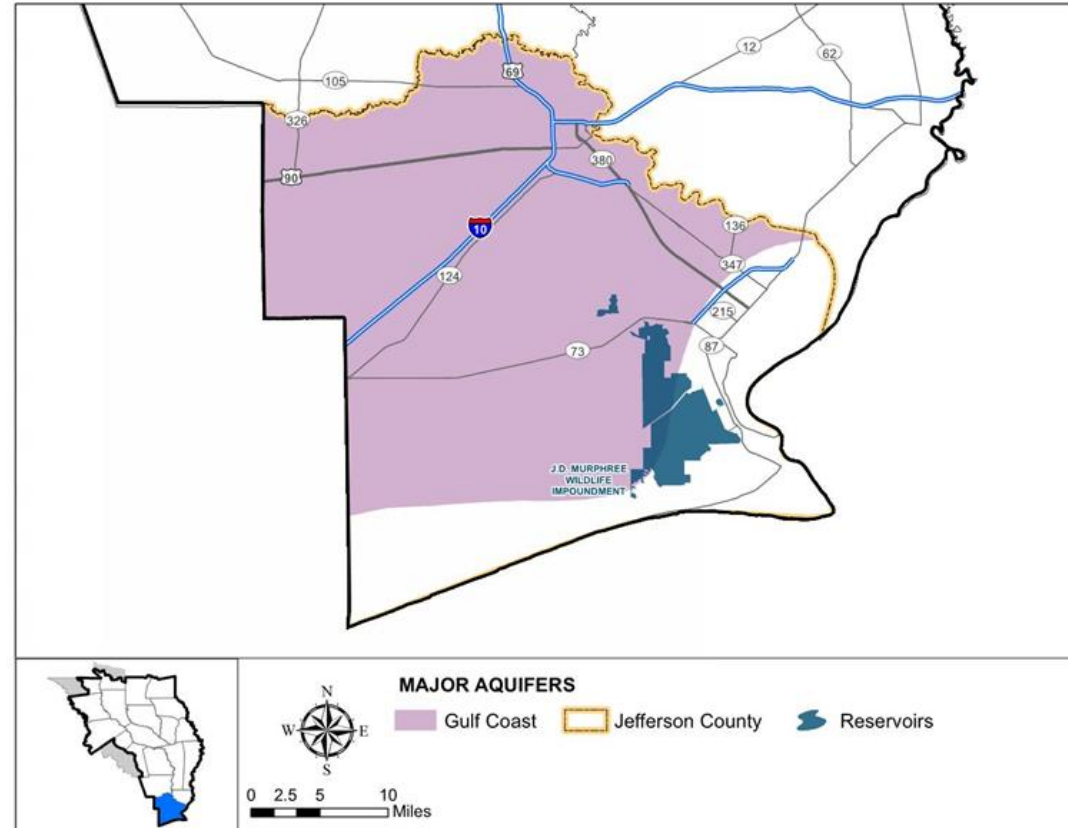 12
62
69
105
326
380
90
136
10
347
124
215
87
73
J.D. MURPHREE
WILDLIFE
IMPOUNDMENT
MAJOR AQUIFERS
Gulf Coast
Jefferson County
Reservoirs
N
W E
S
0 2.5 5 10
Miles